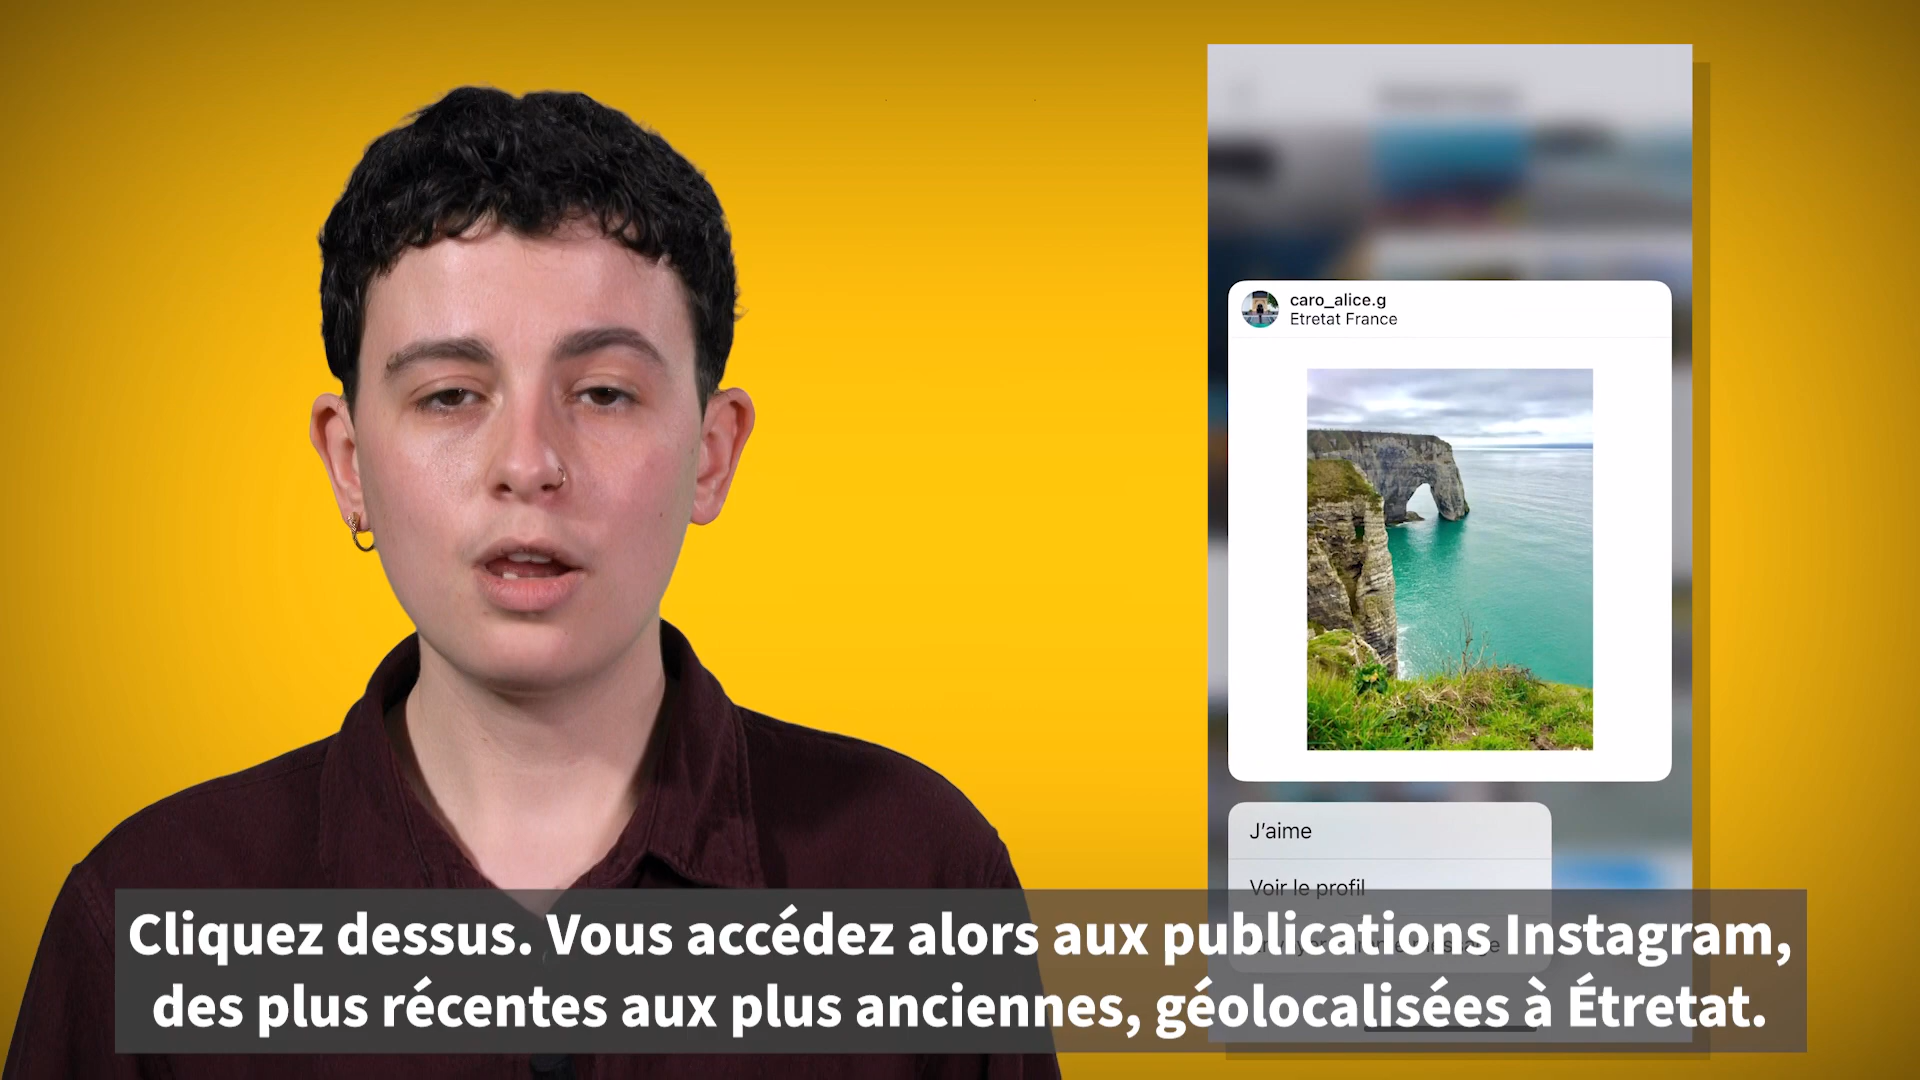 caro_alice.g
Etretat France
J'aime
Voir le profil
Cliquez dessus. Vous accédez alors aux publications Instagram,
des plus récentes aux plus anciennes, géolocalisées à Étretat.